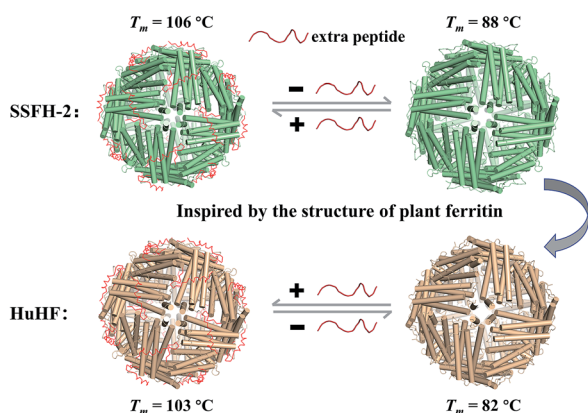 Tm = 106 °C
extra peptide
Tm = 88 °C
SSFH-2:
−
+
Inspired by the structure of plant ferritin
HuHF:
+
−
Tm = 103 °C
Tm = 82 °C